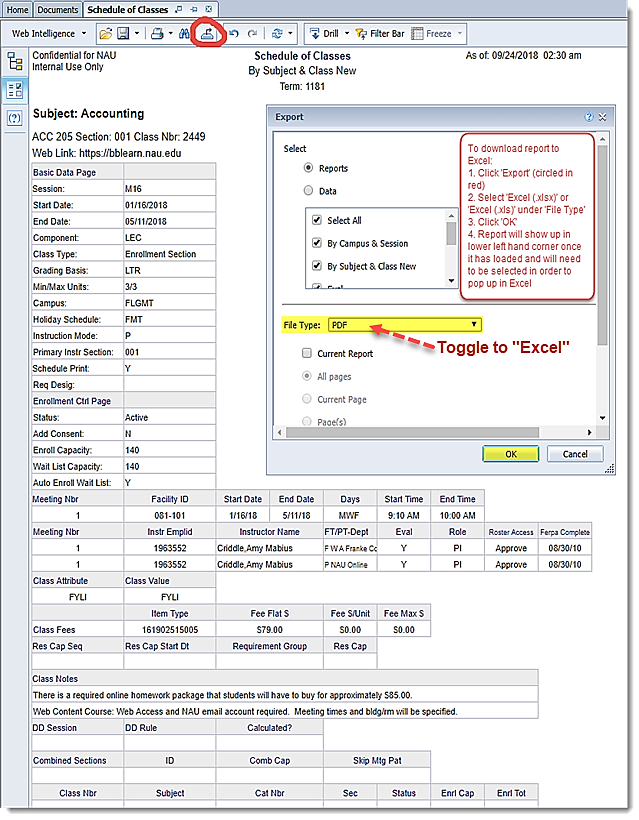 Home Documents Schedule of Classes
Web Intelligence Drill Filter Bar Freeze
Confidential for NAU
Internal Use Only
Schedule of Classes
By Subject & Class New
Term: 1181
As of: 09/24/2018 02:30 am
Subject: Accounting
ACC 205 Section: 001 Class Nbr: 2449
Web Link: https://bblearn.nau.edu
Basic Data Page
Session: M16
Start Date: 01/16/2018
End Date: 05/11/2018
Component: LEC
Class Type: Enrollment Section
Grading Basis: LTR
Min/Max Units: 3/3
Campus: FLGMT
Holiday Schedule: FMT
Instruction Mode: P
Primary Instr Section: 001
Schedule Print: Y
Req Desig:
Enrollment Ctrl Page
Status: Active
Add Consent: N
Enroll Capacity: 140
Wait List Capacity: 140
Auto Enroll Wait List: Y
Export
Select
Reports
Data
Select All
By Campus & Session
By Subject & Class New
File Type: PDF
Current Report
All pages
Current Page
Page(s)
OK Cancel
To download report to
Excel:
1. Click 'Export' (circled in
red)
2. Select 'Excel (.xlsx)' or
'Excel (.xls)' under 'File Type'
3. Click 'OK'
4. Report will show up in
lower left hand corner once
it has loaded and will need
to be selected in order to
pop up in Excel
Toggle to "Excel"
Meeting Nbr Facility ID Start Date End Date Days Start Time End Time
1 081-101 1/16/18 5/11/18 MWF 9:10 AM 10:00 AM
Meeting Nbr Instr Emplid Instructor Name FT/PT-Dept Eval Role Roster Access Ferpa Complete
1 1963552 Criddle,Amy Mabius F W A Franke Co Y PI Approve 08/30/10
1 1963552 Criddle,Amy Mabius P NAU Online Y PI Approve 08/30/10
Class Attribute Class Value
FYLI FYLI
Item Type Fee Flat $ Fee $/Unit Fee Max $
Class Fees 161902515005 $79.00 $0.00 $0.00
Res Cap Seq Res Cap Start Dt Requirement Group Res Cap
Class Notes
There is a required online homework package that students will have to buy for approximately $85.00.
Web Content Course: Web Access and NAU email account required. Meeting times and bldg/rm will be specified.
DD Session DD Rule Calculated?
Combined Sections ID Comb Cap Skip Mtg Pat
Class Nbr Subject Cat Nbr Sec Status Enrl Cap Enrl Tot